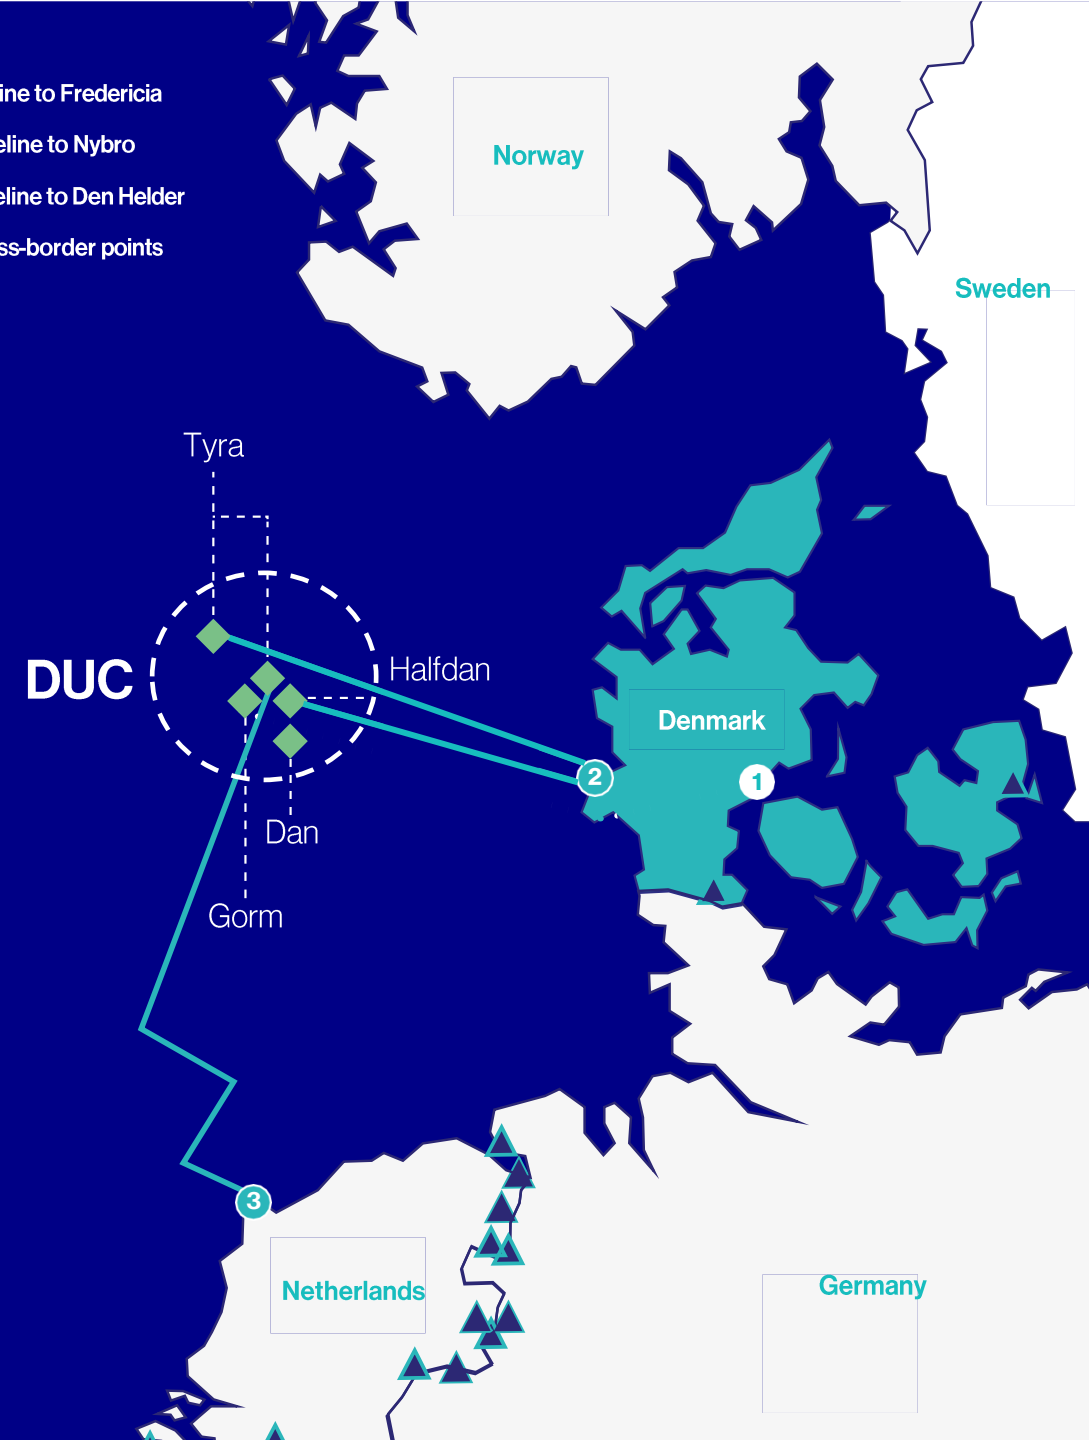 ine to Fredericia
eline to Nybro
eline to Den Helder
ss-border points
Norway
Sweden
Tyra
DUC
Halfdan
Denmark
2
1
Dan
Gorm
3
Netherlands
Germany